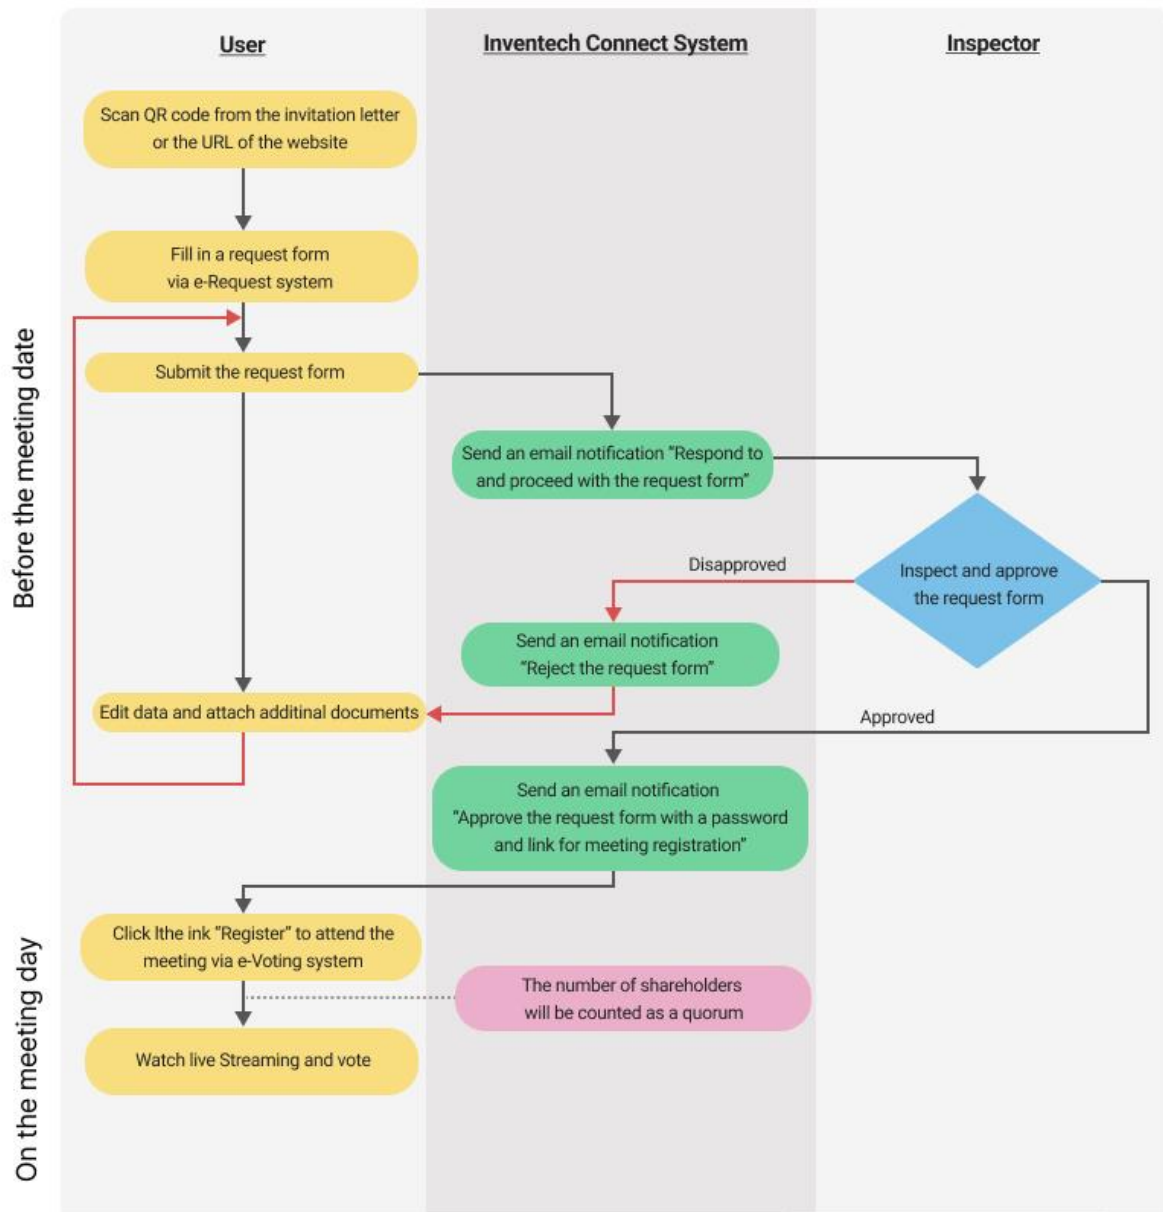 User
Inventech Connect System
Inspector
Before the meeting date
Scan QR code from the invitation letter
or the URL of the website
Fill in a request form
via e-Request system
Submit the request form
Send an email notification “Respond to
and proceed with the request form”
Inspect and approve
the request form
Disapproved
Send an email notification
“Reject the request form”
Edit data and attach additinal documents
Approved
Send an email notification
“Approve the request form with a password
and link for meeting registration”
On the meeting day
Click lthe ink “Register” to attend the
meeting via e-Voting system
The number of shareholders
will be counted as a quorum
Watch live Streaming and vote